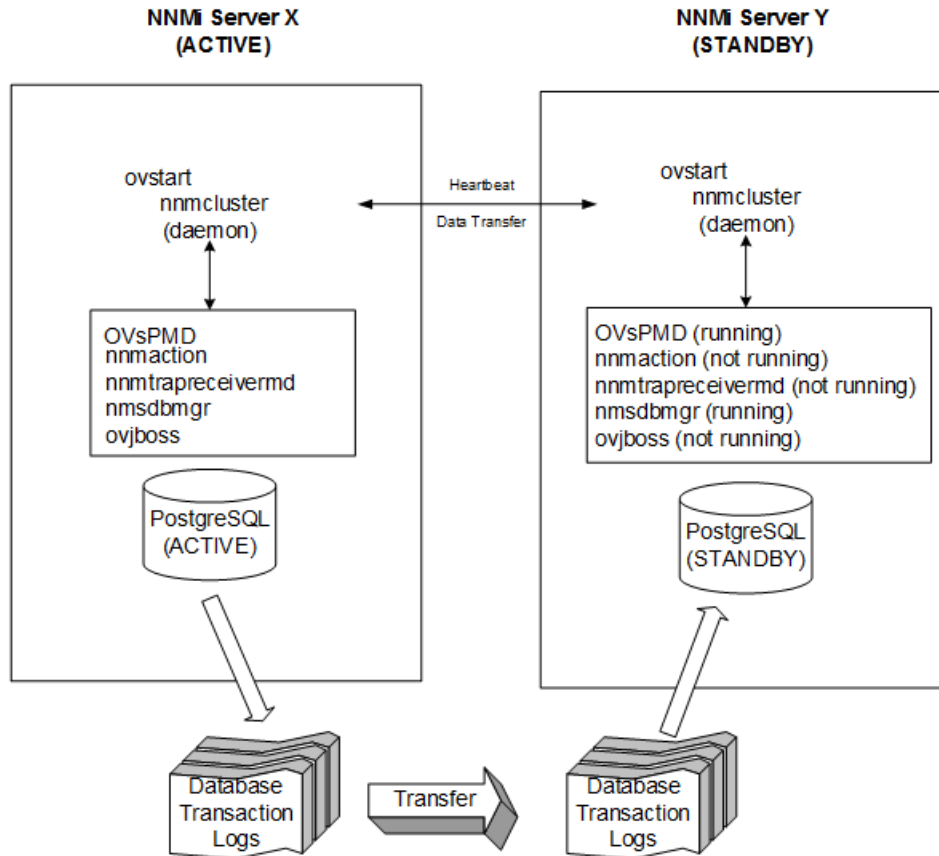 NNMi Server X
(ACTIVE)
NNMi Server Y
(STANDBY)
ovstart
nnmcluster
(daemon)
Heartbeat
Data Transfer
ovstart
nnmcluster
(daemon)
OVsPMD
nnmaction
nnmtrapreceivermd
nmsdbmgr
ovjboss
OVsPMD (running)
nnmaction (not running)
nnmtrapreceivermd (not running)
nmsdbmgr (running)
ovjboss (not running)
PostgreSQL
(ACTIVE)
PostgreSQL
(STANDBY)
Database
Transaction
Logs
Transfer
Database
Transaction
Logs